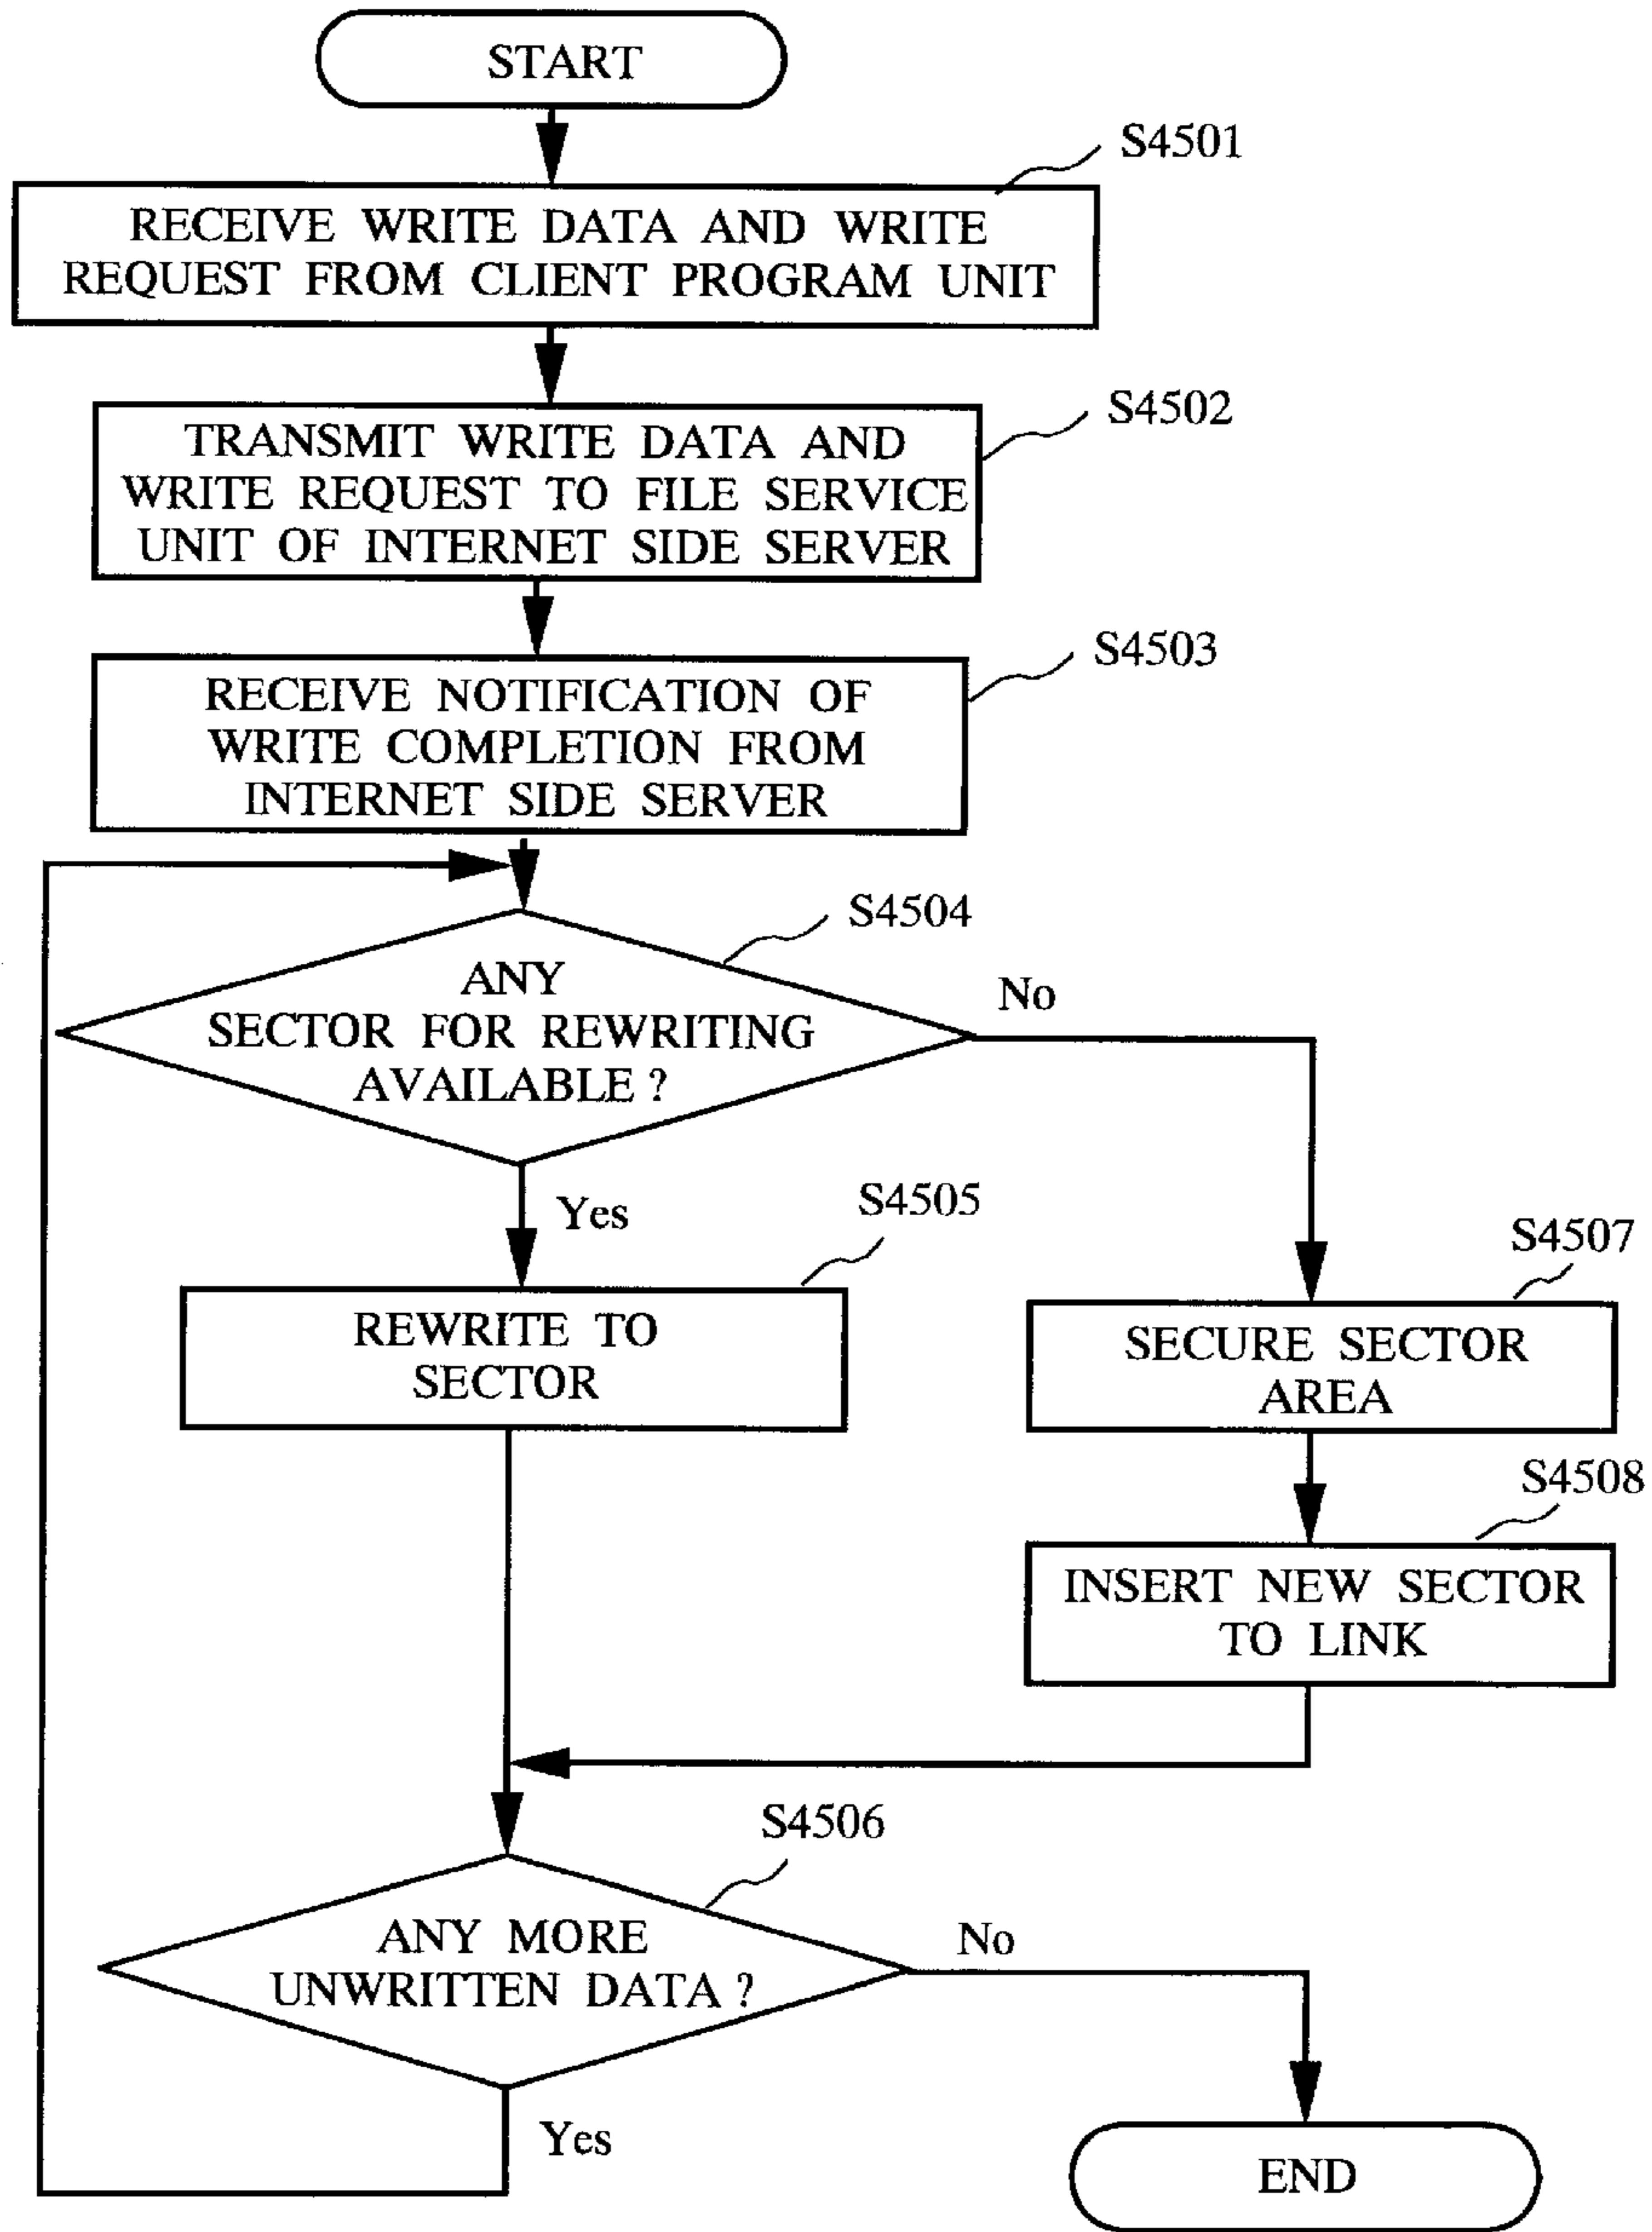 START
S4501
RECEIVE WRITE DATA AND WRITE
REQUEST FROM CLIENT PROGRAM UNIT
S4502
TRANSMIT WRITE DATA AND
WRITE REQUEST TO FILE SERVICE
UNIT OF INTERNET SIDE SERVER
S4503
RECEIVE NOTIFICATION OF
WRITE COMPLETION FROM
INTERNET SIDE SERVER
S4504
ANY
SECTOR FOR REWRITING
AVAILABLE ?
No
Yes
S4505
REWRITE TO
SECTOR
S4507
SECURE SECTOR
AREA
S4508
INSERT NEW SECTOR
TO LINK
S4506
ANY MORE
UNWRITTEN DATA ?
No
Yes
END